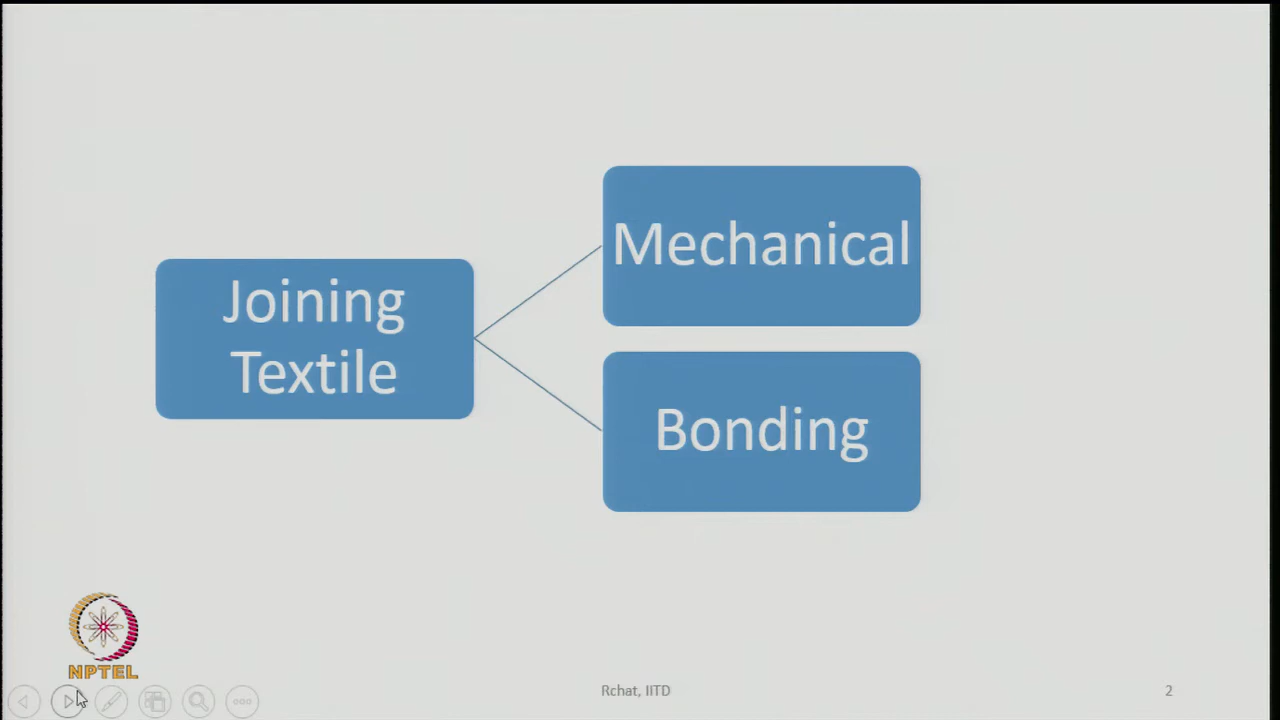 Mechanical
Joining
Textile
Bonding
NPTEL
Rchat, IITD
2